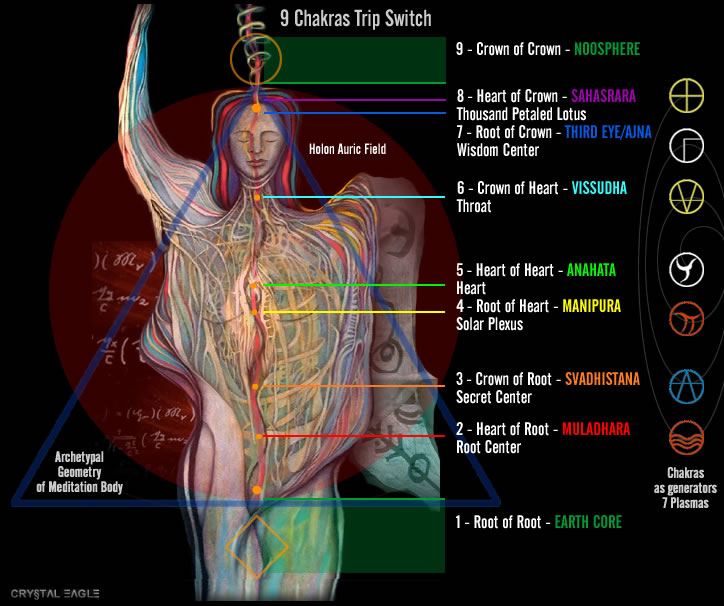 9 Chakras Trip Switch
9 - Crown of Crown - NOOSPHERE
8 - Heart of Crown - SAHASRARA
Thousand Petaled Lotus
7 - Root of Crown - THIRD EYE/AJNA
Wisdom Center
Holon Auric Field
6 - Crown of Heart - VISSUDHA
Throat
5 - Heart of Heart - ANAHATA
Heart
4 - Root of Heart - MANIPURA
Solar Plexus
3 - Crown of Root - SVADHISTANA
Secret Center
2 - Heart of Root - MULADHARA
Root Center
Archetypal
Geometry
of Meditation Body
Chakras
as generators
7 Plasmas
1 - Root of Root - EARTH CORE
CRYSTAL EAGLE